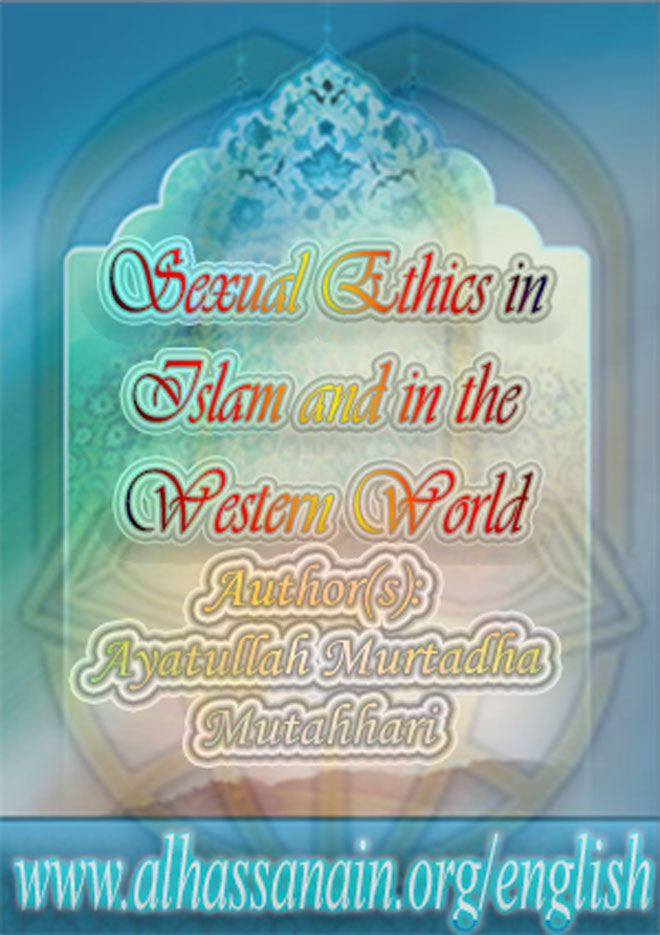 Sexual Ethics in
Islam and in the
Western World
Author(s):
Ayatullah Murtadha
Mutahhari
www.alhassanain.org/english